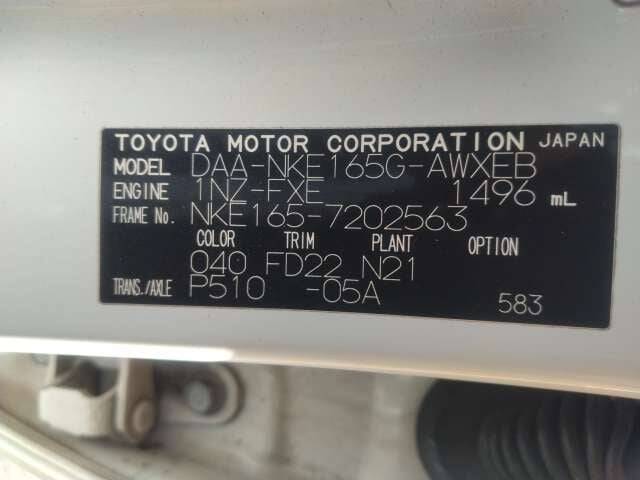 TOYOTA MOTOR CORPORATION JAPAN
MODEL DAA-NKE165G-AWXEB
ENGINE 1NZ-FXE 1496 mL
FRAME No. NKE165-7202563
COLOR TRIM PLANT OPTION
040 FD22 N21
TRANS./AXLE P510 -05A 583